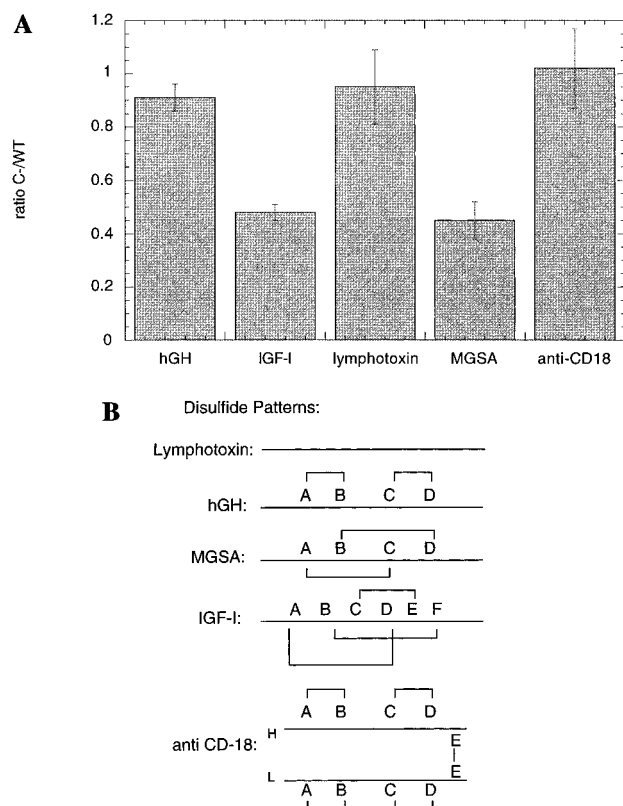 A
ratio C-/WT
1.2
1
0.8
0.6
0.4
0.2
0
hGH IGF-I lymphotoxin MGSA anti-CD18
B Disulfide Patterns:
Lymphotoxin:
hGH: A B C D
MGSA: A B C D
IGF-I: A B C D E F
anti CD-18:
A B C D
H
E
E
L
A B C D